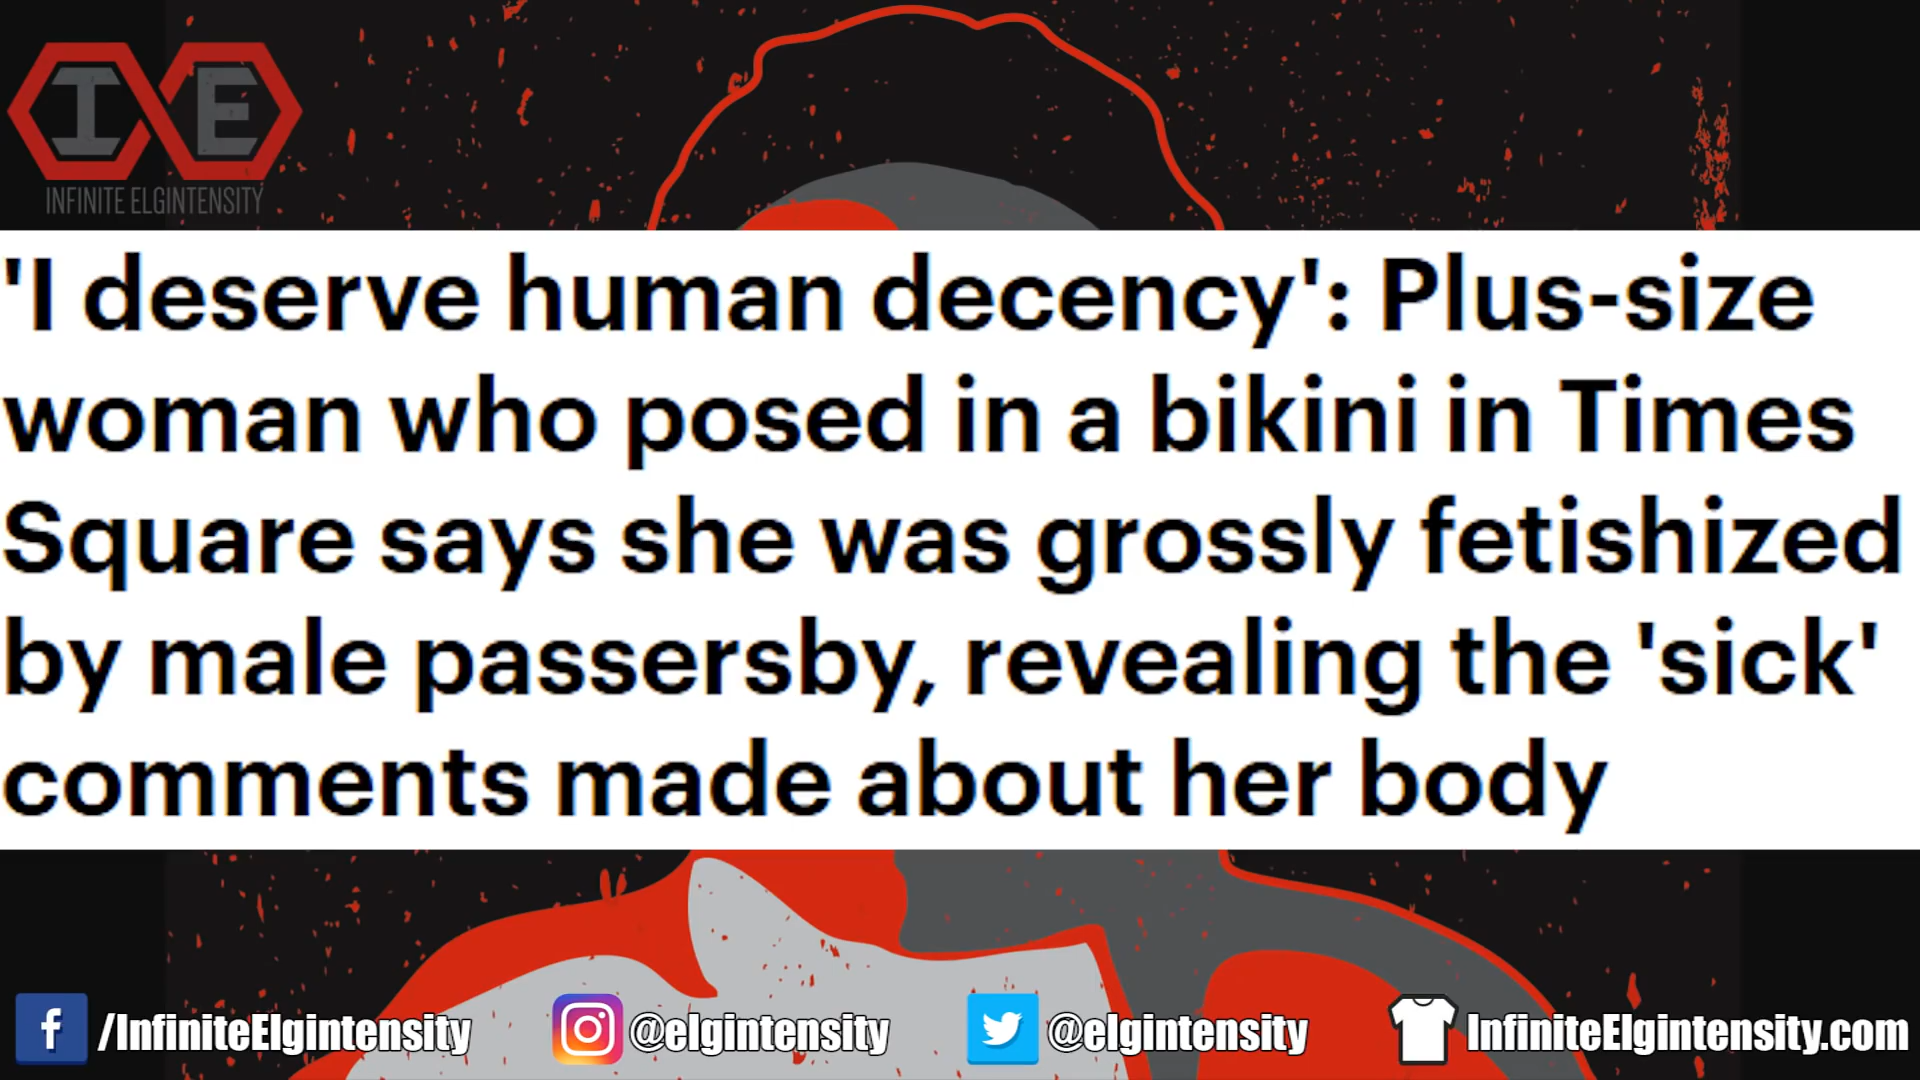 I E
INFINITE ELGINTENSITY
'I deserve human decency': Plus-size
woman who posed in a bikini in Times
Square says she was grossly fetishized
by male passersby, revealing the 'sick'
comments made about her body
f /InfiniteElgintensity @elgintensity @elgintensity InfiniteElgintensity.com